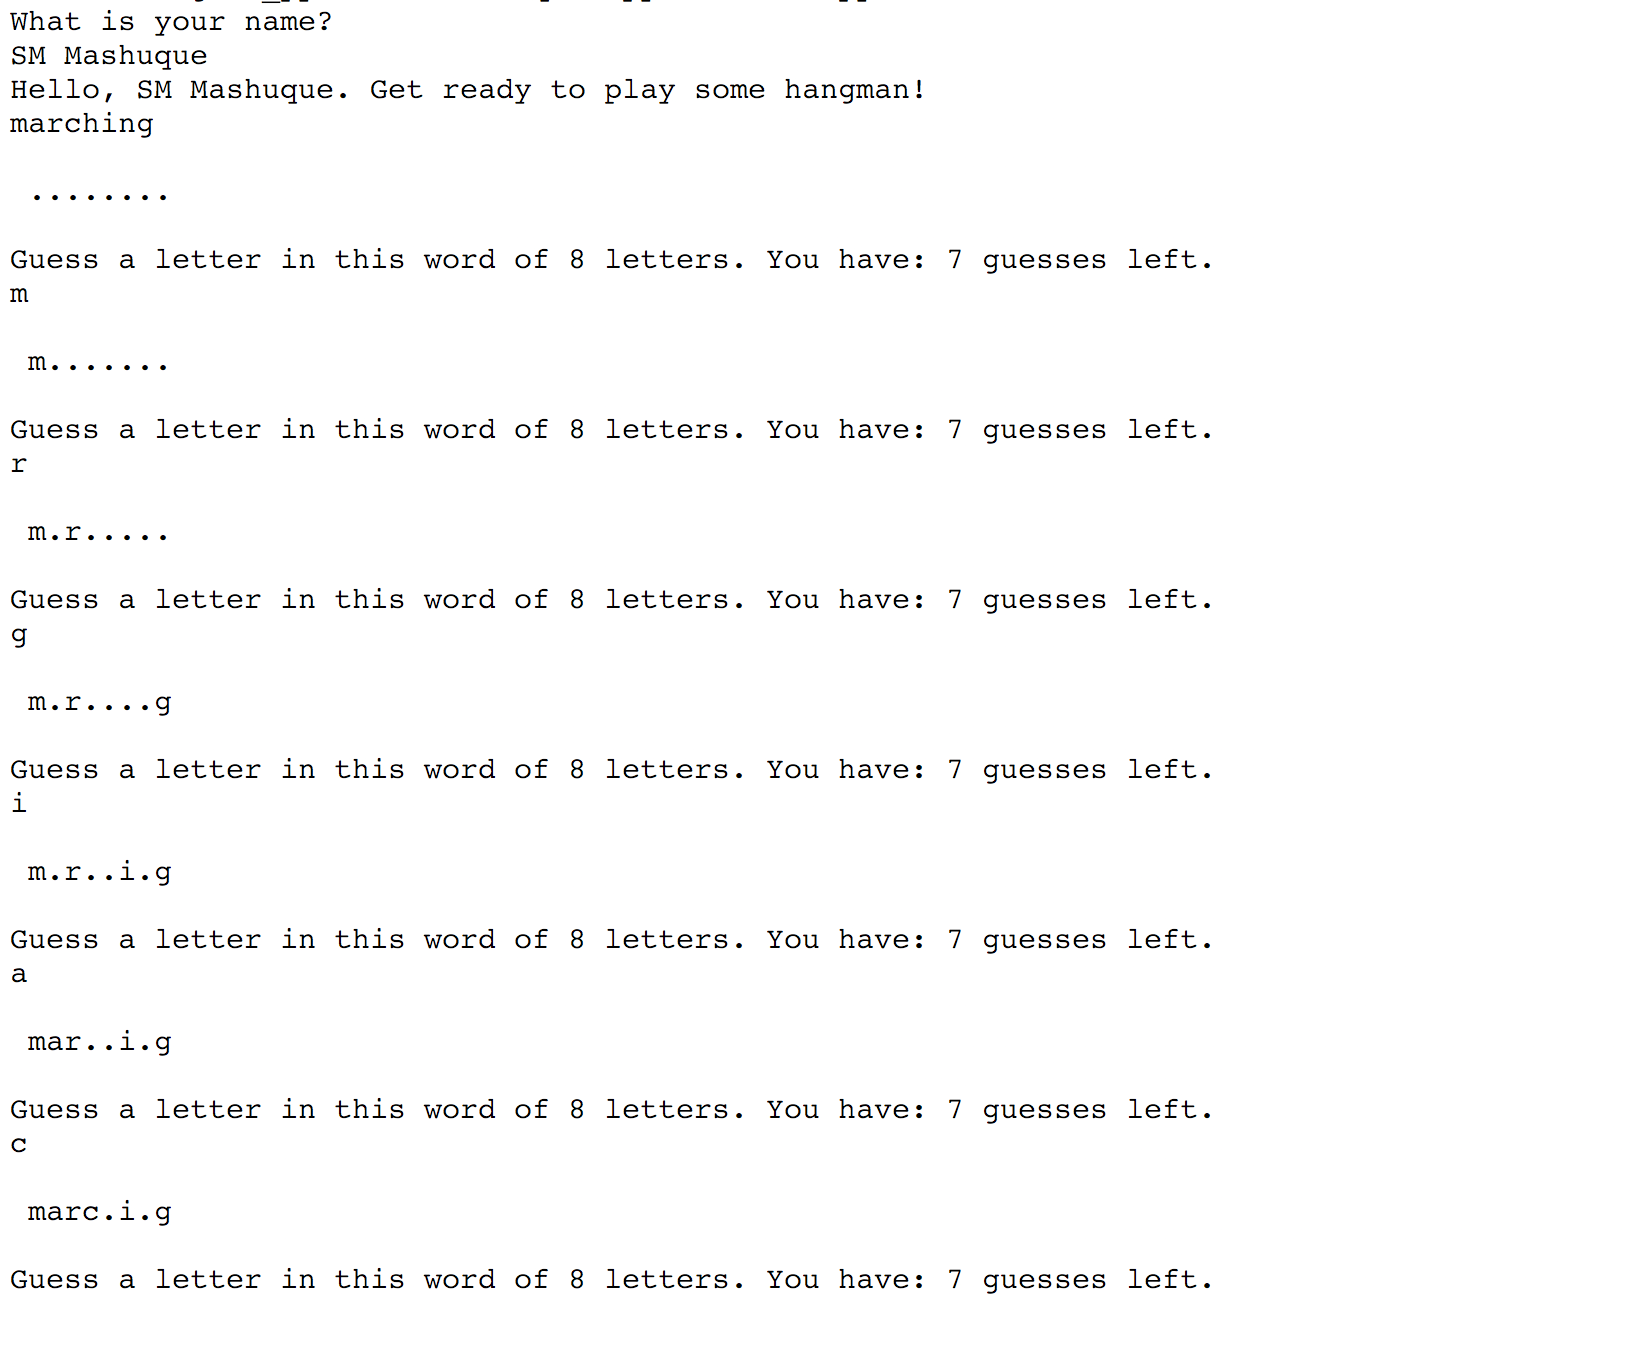 What is your name?
SM Mashuque
Hello, SM Mashuque. Get ready to play some hangman!
marching
........
Guess a letter in this word of 8 letters. You have: 7 guesses left.
m
m.......
Guess a letter in this word of 8 letters. You have: 7 guesses left.
r
m.r.....
Guess a letter in this word of 8 letters. You have: 7 guesses left.
g
m.r....g
Guess a letter in this word of 8 letters. You have: 7 guesses left.
i
m.r..i.g
Guess a letter in this word of 8 letters. You have: 7 guesses left.
a
mar..i.g
Guess a letter in this word of 8 letters. You have: 7 guesses left.
c
marc.i.g
Guess a letter in this word of 8 letters. You have: 7 guesses left.